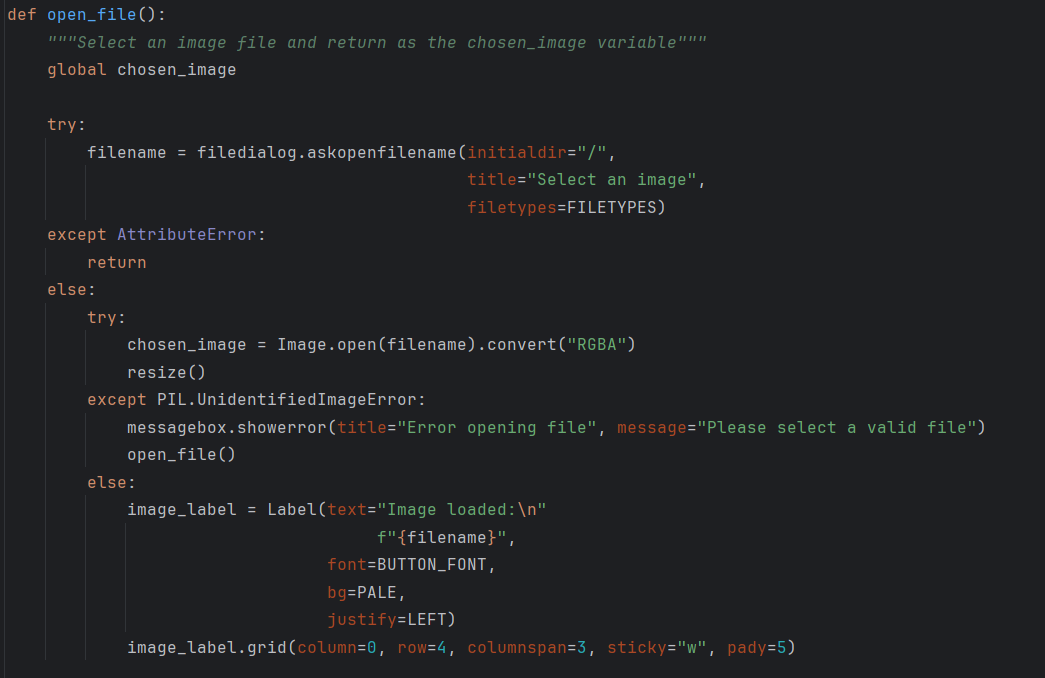 def open_file():
    """Select an image file and return as the chosen_image variable"""
    global chosen_image

    try:
        filename = filedialog.askopenfilename(initialdir="/",
                                              title="Select an image",
                                              filetypes=FILETYPES)
    except AttributeError:
        return
    else:
        try:
            chosen_image = Image.open(filename).convert("RGBA")
            resize()
        except PIL.UnidentifiedImageError:
            messagebox.showerror(title="Error opening file", message="Please select a valid file")
            open_file()
        else:
            image_label = Label(text="Image loaded:\n"
                                     f"{filename}",
                                font=BUTTON_FONT,
                                bg=PALE,
                                justify=LEFT)
            image_label.grid(column=0, row=4, columnspan=3, sticky="w", pady=5)